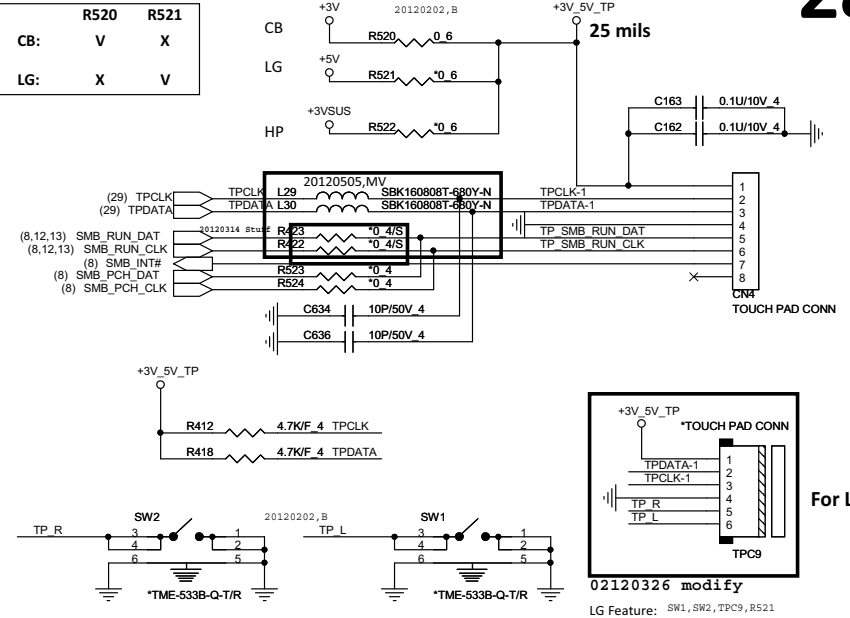 R520 R521
CB: V X
LG: X V
+3V
20120202,B
+3V_5V_TP
25 mils
CB
R520 0_6
+5V
LG
R521 *0_6
+3VSUS
HP
R522 *0_6
C163 0.1U/10V_4
C162 0.1U/10V_4
20120505,MV
(29) TPCLK TPCLK L29 SBK160808T-680Y-N TPCLK-1
(29) TPDATA TPDATA L30 SBK160808T-680Y-N TPDATA-1
20120314 Stuff
(8,12,13) SMB_RUN_DAT R423 *0_4/S TP_SMB_RUN_DAT
(8,12,13) SMB_RUN_CLK R422 *0_4/S TP_SMB_RUN_CLK
(8) SMB_INT#
(8) SMB_PCH_DAT R523 *0_4
(8) SMB_PCH_CLK R524 *0_4
1
2
3
4
5
6
7
8
CN4
TOUCH PAD CONN
C634 10P/50V_4
C636 10P/50V_4
+3V_5V_TP
R412 4.7K/F_4 TPCLK
R418 4.7K/F_4 TPDATA
+3V_5V_TP
*TOUCH PAD CONN
1
TPDATA-1 2
TPCLK-1 3
4
TP_R 5
TP_L 6
TPC9
For L
TP_R SW2 20120202,B
3 1
4 2
6 5
*TME-533B-Q-T/R
TP_L SW1
3 1
4 2
6 5
*TME-533B-Q-T/R
02120326 modify
LG Feature: SW1,SW2,TPC9,R521